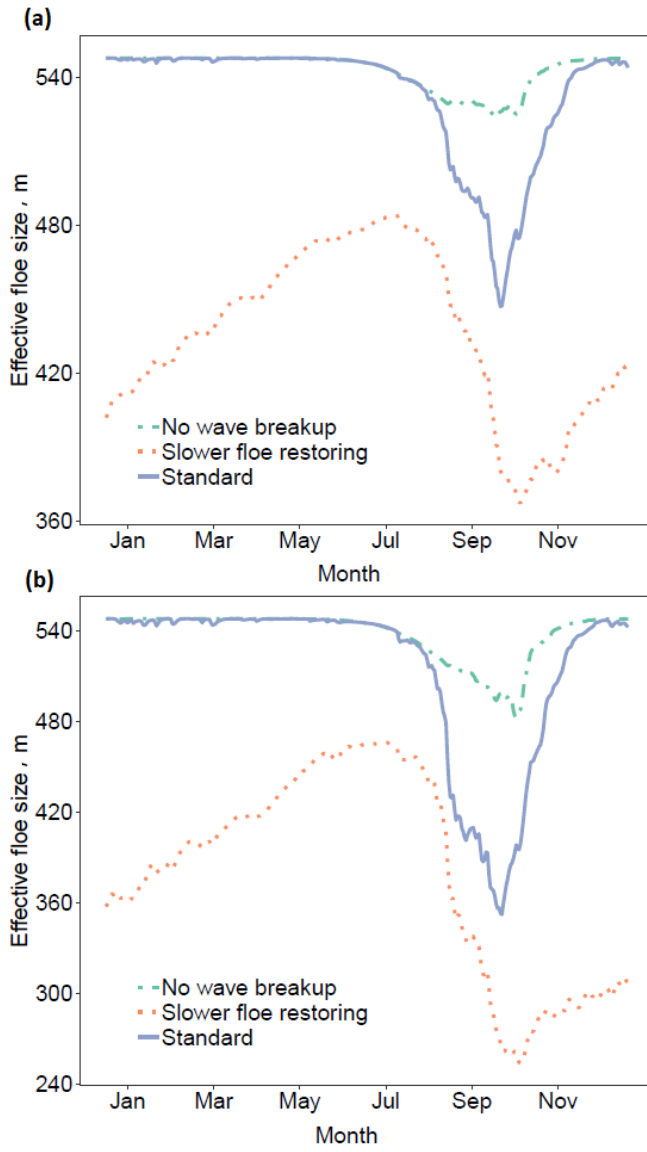 (a)
Effective floe size , m
540
480
420
360
No wave breakup
Slower floe restoring
Standard
Jan Mar May Jul Sep Nov
Month
(b)
Effective floe size , m
540
480
420
360
300
240
No wave breakup
Slower floe restoring
Standard
Jan Mar May Jul Sep Nov
Month